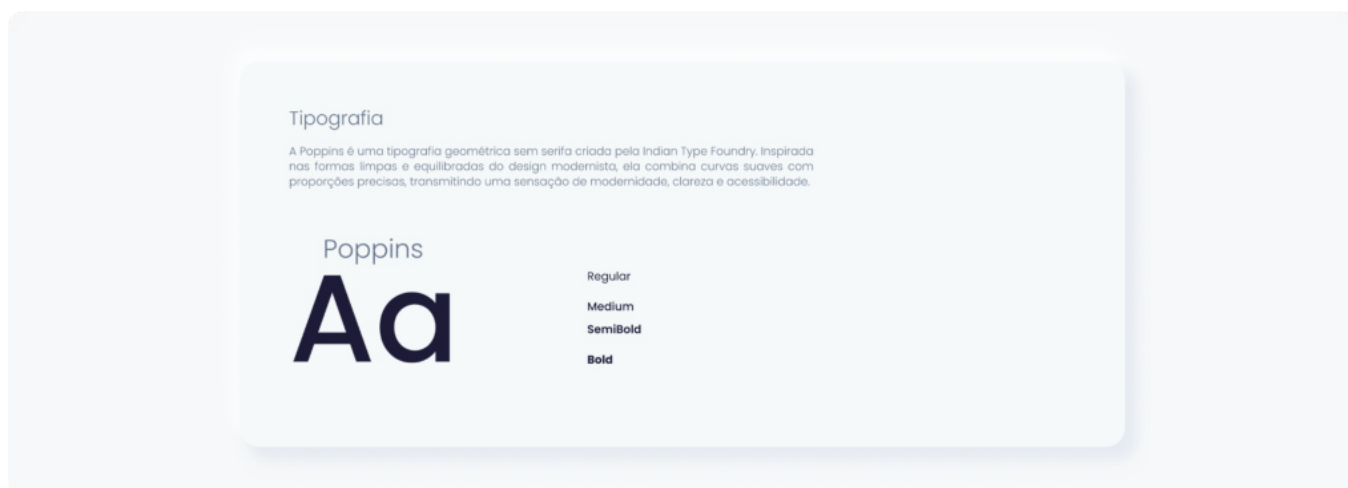 Tipografia
A Poppins é uma tipografia geométrica sem serifa criada pela Indian Type Foundry. Inspirada
nas formas limpas e equilibradas do design modernista, ela combina curvas suaves com
proporções precisas, transmitindo uma sensação de modernidade, clareza e acessibilidade.
Poppins
Aa
Regular
Medium
SemiBold
Bold